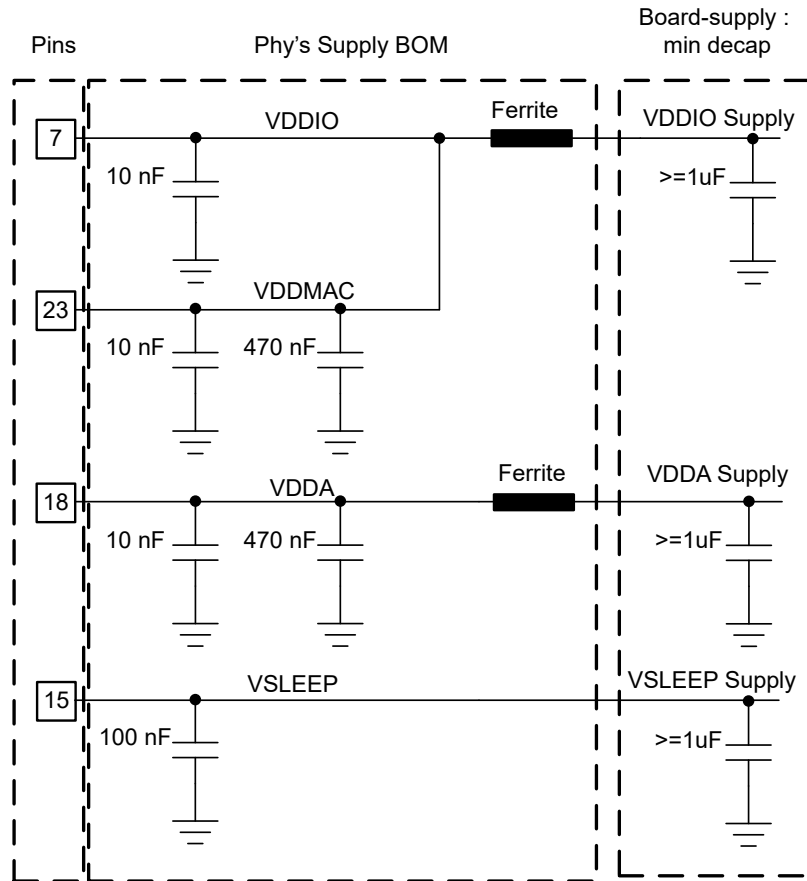 Pins
Phy's Supply BOM
Board-supply :
min decap
7
VDDIO
Ferrite
VDDIO Supply
10 nF
>=1uF
23
VDDMAC
10 nF
470 nF
18
VDDA
Ferrite
VDDA Supply
10 nF
470 nF
>=1uF
15
VSLEEP
VSLEEP Supply
100 nF
>=1uF